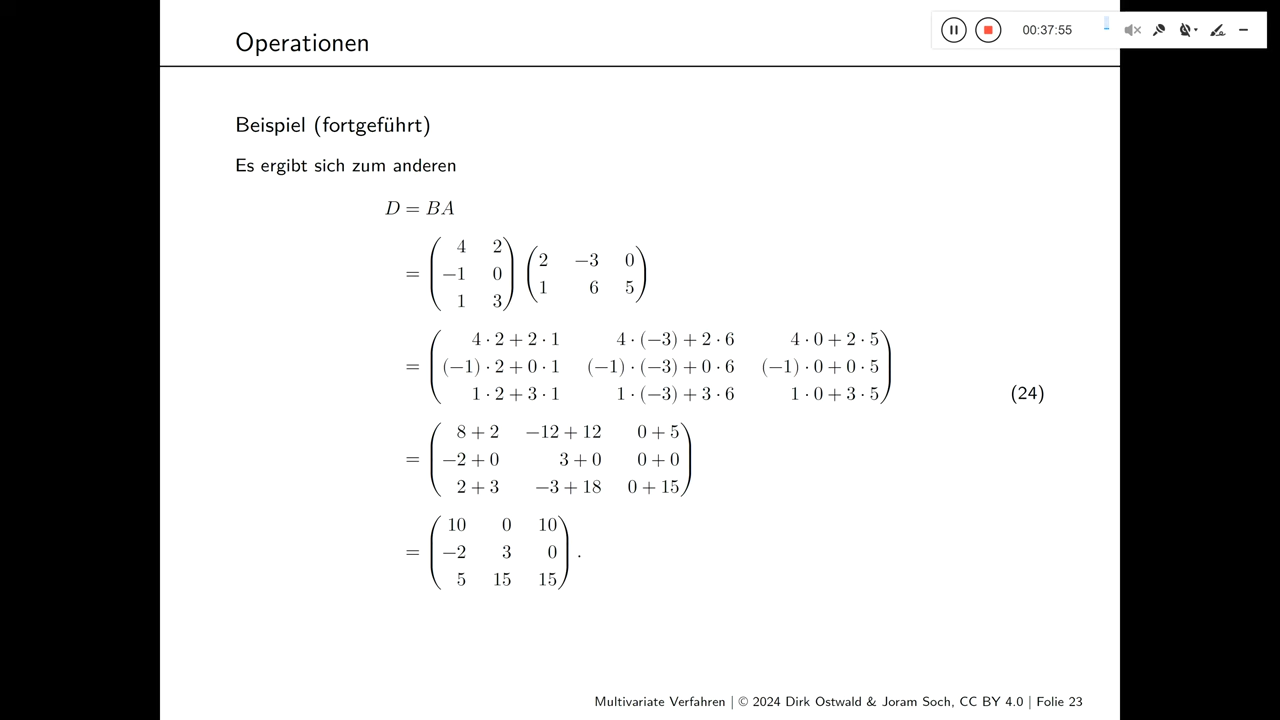 Operationen
00:37:55
Beispiel (fortgeführt)
Es ergibt sich zum anderen
D = BA
= ( 4 2 ) ( 2 −3 0 )
−1 0 1 6 5
1 3
= ( 4 · 2 + 2 · 1 4 · (−3) + 2 · 6 4 · 0 + 2 · 5 )
(−1) · 2 + 0 · 1 (−1) · (−3) + 0 · 6 (−1) · 0 + 0 · 5
1 · 2 + 3 · 1 1 · (−3) + 3 · 6 1 · 0 + 3 · 5
(24)
= ( 8 + 2 −12 + 12 0 + 5 )
−2 + 0 3 + 0 0 + 0
2 + 3 −3 + 18 0 + 15
= ( 10 0 10 )
−2 3 0 .
5 15 15
Multivariate Verfahren | © 2024 Dirk Ostwald & Joram Soch, CC BY 4.0 | Folie 23